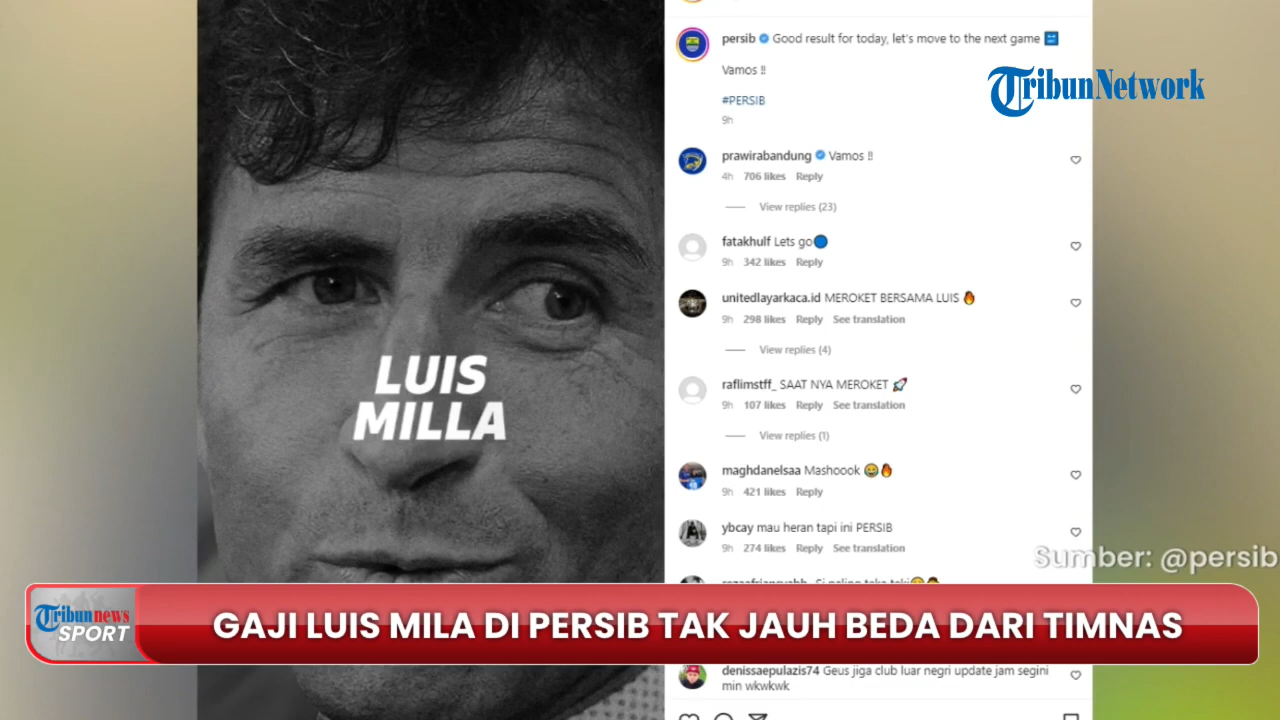 persib Good result for today, let's move to the next game
Vamos !!
#PERSIB
9h
TribunNetwork
prawirabandung Vamos !!
4h 706 likes Reply
View replies (23)
fatakhulf Lets go
9h 342 likes Reply
unitedlayarkaca.id MEROKET BERSAMA LUIS
9h 298 likes Reply See translation
View replies (4)
raflimstff_ SAAT NYA MEROKET
9h 107 likes Reply See translation
View replies (1)
maghdanelsaa Mashoook
9h 421 likes Reply
ybcay mau heran tapi ini PERSIB
9h 274 likes Reply See translation
LUIS
MILLA
Sumber: @persib
Tribunnews
SPORT
GAJI LUIS MILA DI PERSIB TAK JAUH BEDA DARI TIMNAS
denissaepulazis74 Geus jiga club luar negri update jam segini
min wkwkwk